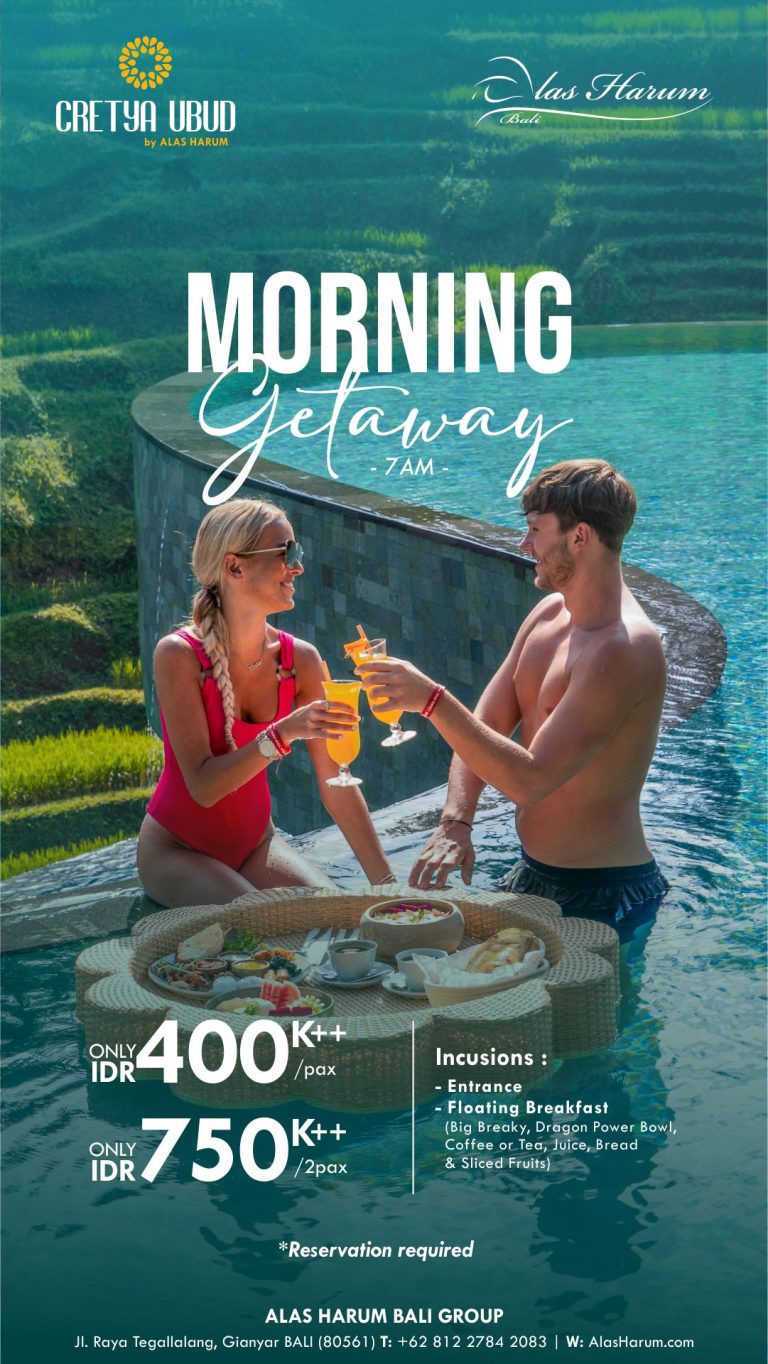 CRETYA UBUD
by ALAS HARUM
Alas Harum
Bali
MORNING
Getaway
- 7AM -
ONLY IDR 400K++ /pax
ONLY IDR 750K++ /2pax
Incusions :
- Entrance
- Floating Breakfast
(Big Breaky, Dragon Power Bowl,
Coffee or Tea, Juice, Bread
& Sliced Fruits)
*Reservation required
ALAS HARUM BALI GROUP
Jl. Raya Tegallalang, Gianyar BALI (80561) T: +62 812 2784 2083 | W: AlasHarum.com